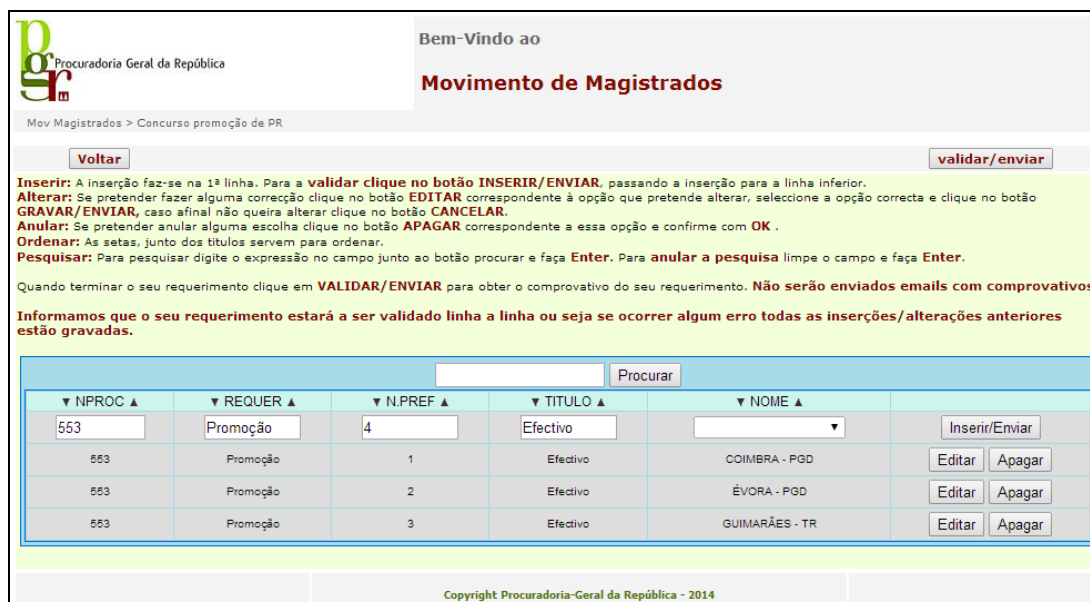 pgr Procuradoria Geral da República
Bem-Vindo ao
Movimento de Magistrados
Mov Magistrados > Concurso promoção de PR
Voltar validar/enviar
Inserir: A inserção faz-se na 1ª linha. Para a validar clique no botão INSERIR/ENVIAR, passando a inserção para a linha inferior.
Alterar: Se pretender fazer alguma correcção clique no botão EDITAR correspondente à opção que pretende alterar, seleccione a opção correcta e clique no botão
GRAVAR/ENVIAR, caso afinal não queira alterar clique no botão CANCELAR.
Anular: Se pretender anular alguma escolha clique no botão APAGAR correspondente a essa opção e confirme com OK .
Ordenar: As setas, junto dos titulos servem para ordenar.
Pesquisar: Para pesquisar digite o expressão no campo junto ao botão procurar e faça Enter. Para anular a pesquisa limpe o campo e faça Enter.
Quando terminar o seu requerimento clique em VALIDAR/ENVIAR para obter o comprovativo do seu requerimento. Não serão enviados emails com comprovativos
Informamos que o seu requerimento estará a ser validado linha a linha ou seja se ocorrer algum erro todas as inserções/alterações anteriores
estão gravadas.
Procurar
▼ NPROC ▲ ▼ REQUER ▲ ▼ N.PREF ▲ ▼ TITULO ▲ ▼ NOME ▲
553 Promoção 4 Efectivo Inserir/Enviar
553 Promoção 1 Efectivo COIMBRA - PGD Editar Apagar
553 Promoção 2 Efectivo ÉVORA - PGD Editar Apagar
553 Promoção 3 Efectivo GUIMARÃES - TR Editar Apagar
Copyright Procuradoria-Geral da República - 2014